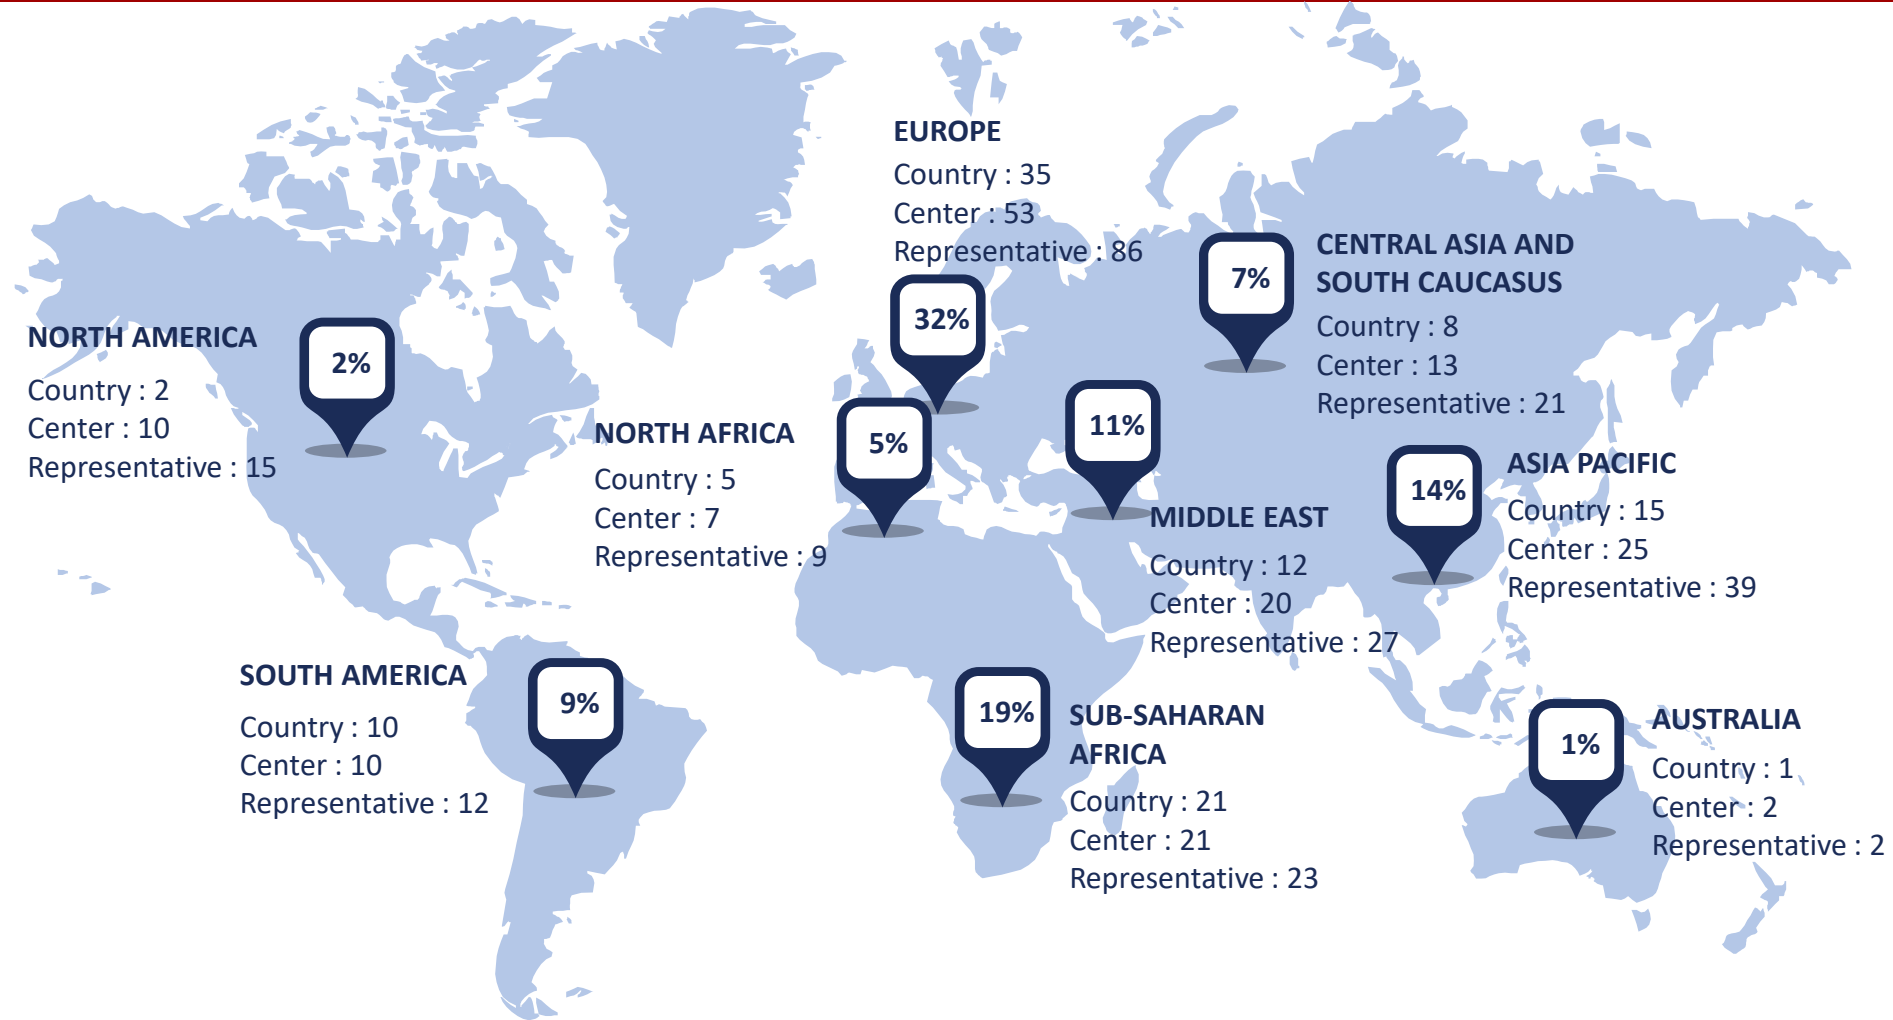 EUROPE
Country : 35
Center : 53
Representative : 86
32%
7%
CENTRAL ASIA AND
SOUTH CAUCASUS
Country : 8
Center : 13
Representative : 21
NORTH AMERICA
Country : 2
Center : 10
Representative : 15
2%
NORTH AFRICA
Country : 5
Center : 7
Representative : 9
5%
11%
MIDDLE EAST
Country : 12
Center : 20
Representative : 27
14%
ASIA PACIFIC
Country : 15
Center : 25
Representative : 39
SOUTH AMERICA
Country : 10
Center : 10
Representative : 12
9%
19%
SUB-SAHARAN
AFRICA
Country : 21
Center : 21
Representative : 23
1%
AUSTRALIA
Country : 1
Center : 2
Representative : 2